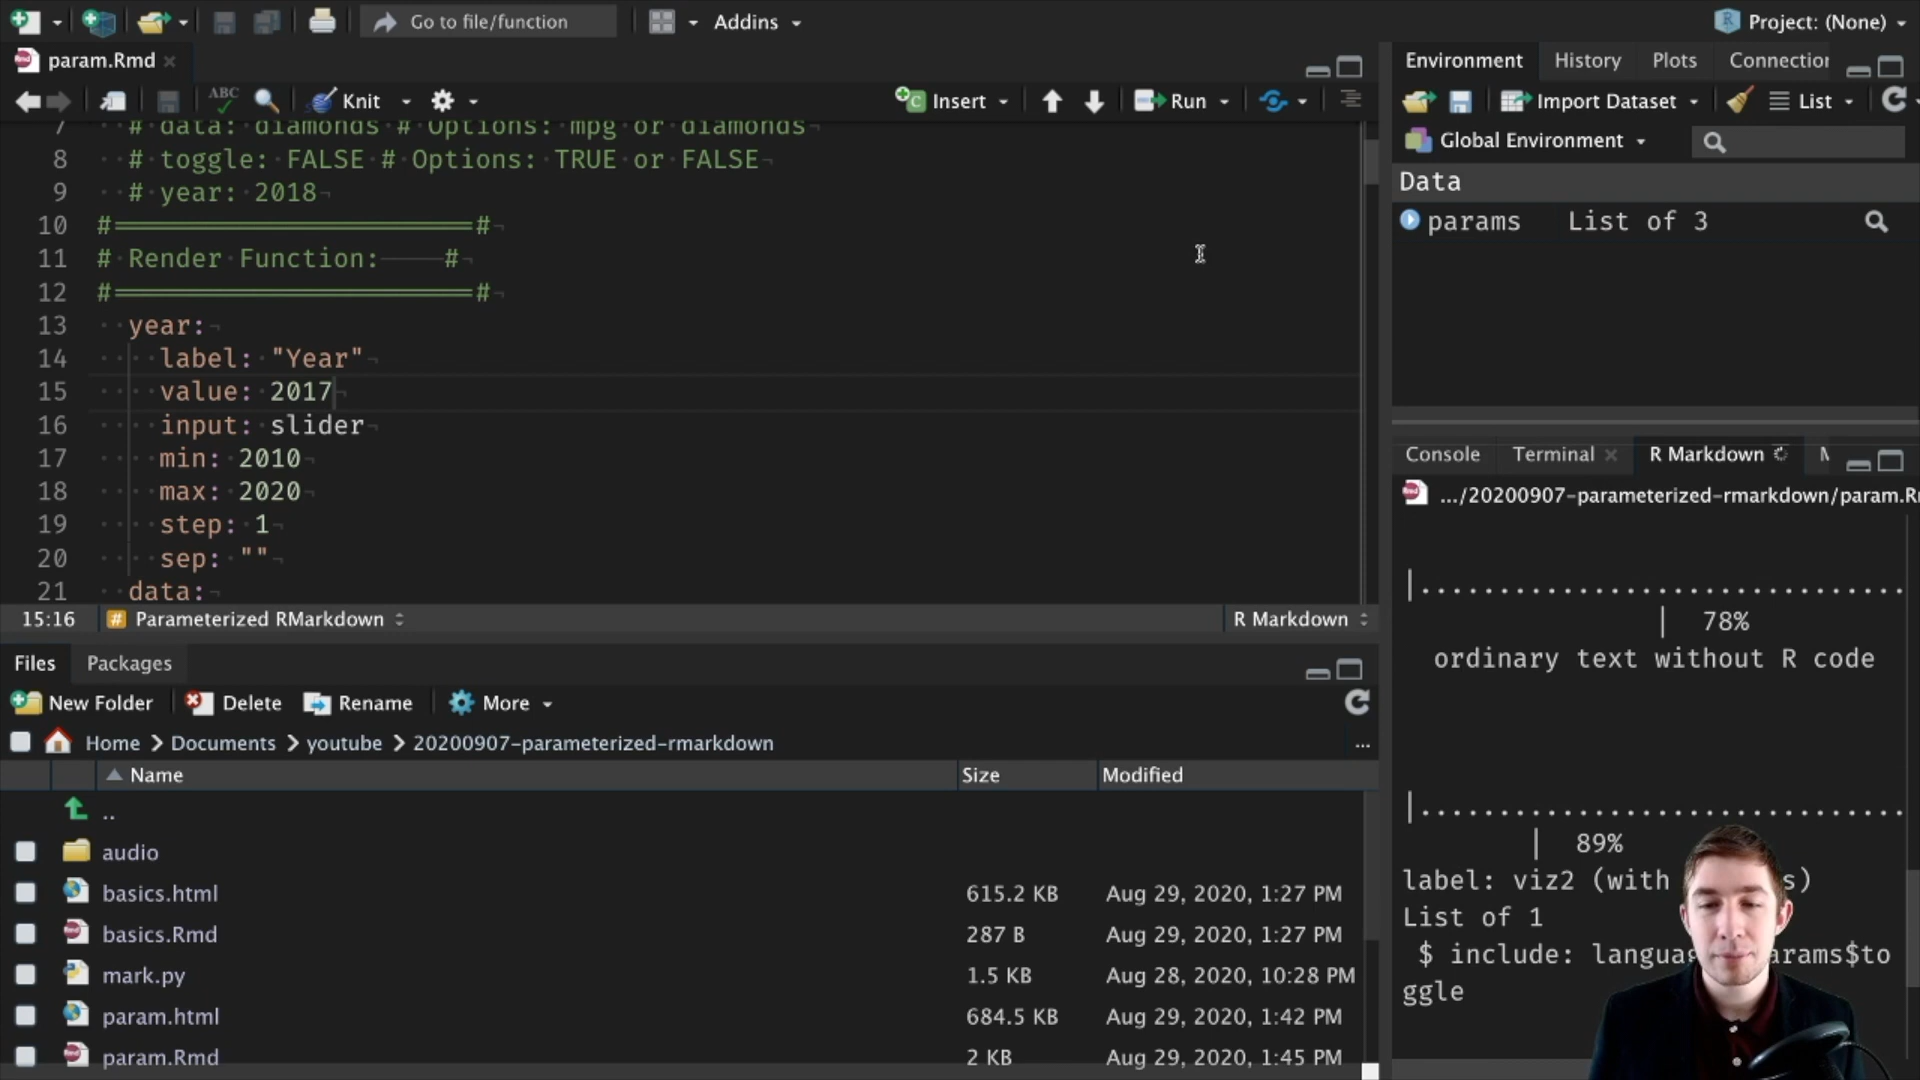 Go to file/function
Addins
Project: (None)
param.Rmd
ABC
Knit
Insert
Run
7 # data: diamonds # Options: mpg or diamonds
8 # toggle: FALSE # Options: TRUE or FALSE
9 # year: 2018
10 #═══════════════════════#
11 # Render Function: #
12 #═══════════════════════#
13 year:
14 label: "Year"
15 value: 2017
16 input: slider
17 min: 2010
18 max: 2020
19 step: 1
20 sep: ""
21 data:
15:16 # Parameterized RMarkdown R Markdown
Files Packages
New Folder Delete Rename More
Home Documents youtube 20200907-parameterized-rmarkdown ...
Name Size Modified
..
audio
basics.html 615.2 KB Aug 29, 2020, 1:27 PM
basics.Rmd 287 B Aug 29, 2020, 1:27 PM
mark.py 1.5 KB Aug 28, 2020, 10:28 PM
param.html 684.5 KB Aug 29, 2020, 1:42 PM
param.Rmd 2 KB Aug 29, 2020, 1:45 PM
Environment History Plots Connection
Import Dataset List
Global Environment
Data
params List of 3
Console Terminal R Markdown
.../20200907-parameterized-rmarkdown/param.R
|..............................
| 78%
ordinary text without R code
|..............................
| 89%
label: viz2 (with s)
List of 1
$ include: langua arams$to
ggle